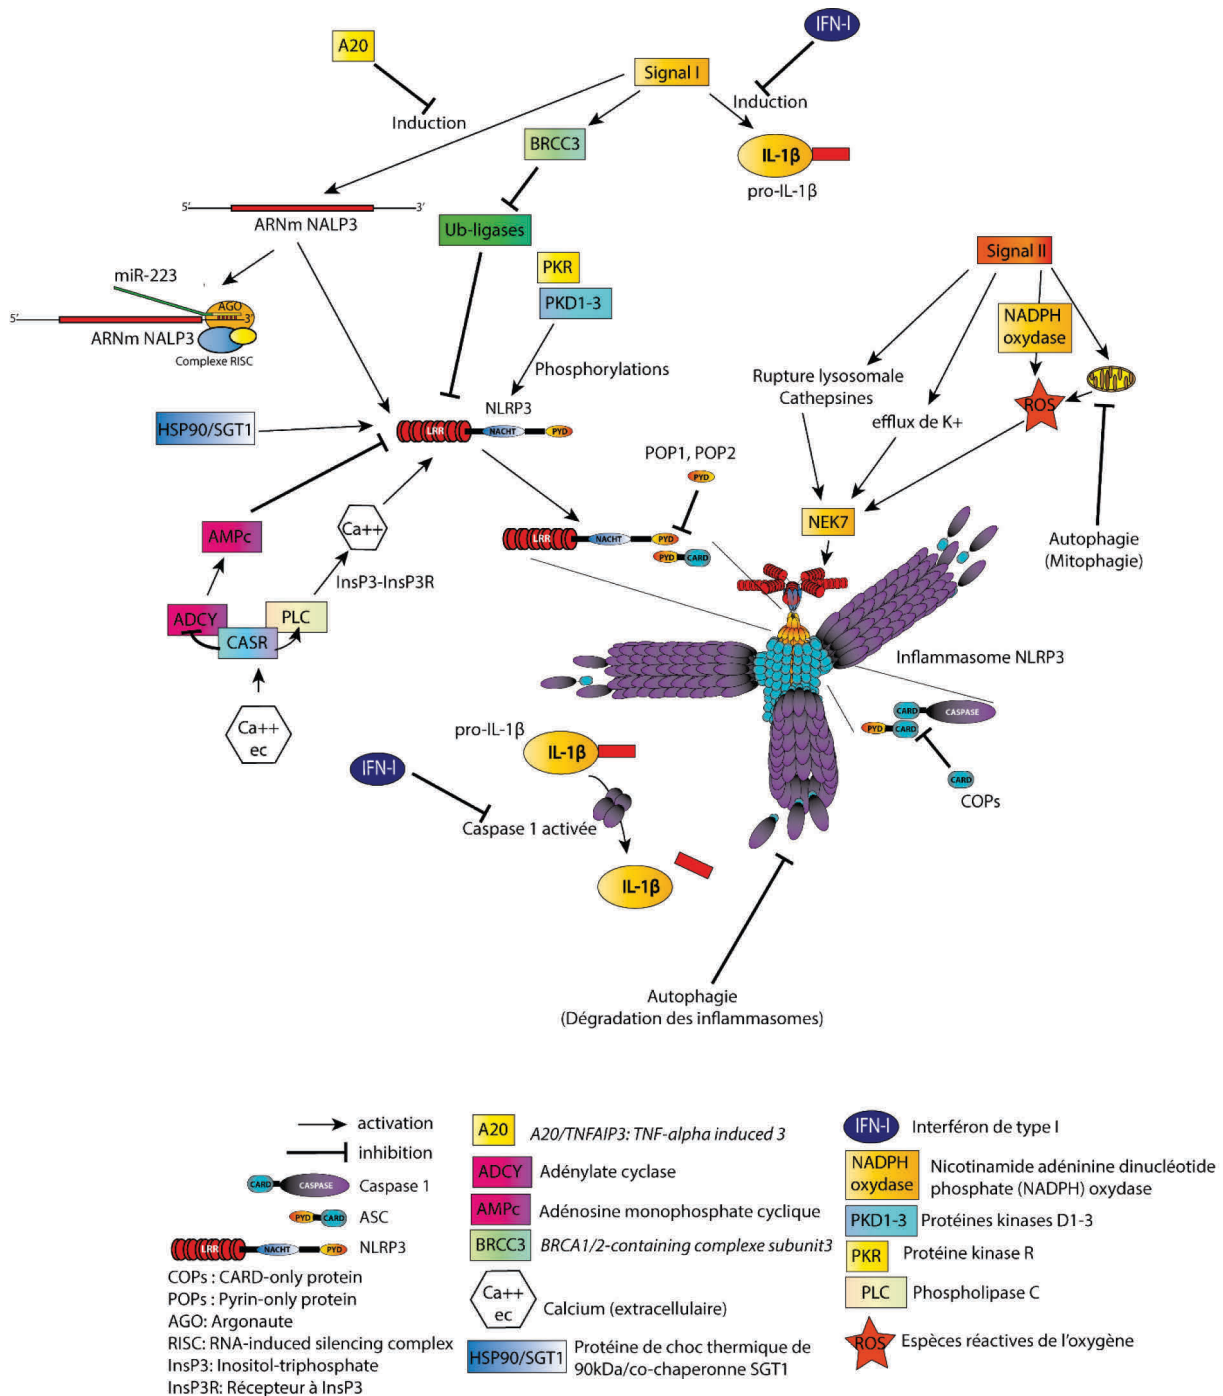 IFN-I
A20
Signal I
Induction
Induction
BRCC3
IL-1β
pro-IL-1β
5'
3'
ARNm NALP3
Ub-ligases
Signal II
PKR
miR-223
PKD1-3
NADPH
oxydase
AGO
5'
3'
ARNm NALP3
Complexe RISC
Phosphorylations
Rupture lysosomale
Cathepsines
ROS
NLRP3
HSP90/SGT1
LRR
NACHT
PYD
efflux de K+
POP1, POP2
PYD
Ca++
NEK7
AMPc
LRR
NACHT
PYD
PYD
CARD
Autophagie
(Mitophagie)
InsP3-InsP3R
ADCY
PLC
CASR
Inflammasome NLRP3
CARD
CASPASE
PYD
CARD
Ca++
ec
pro-IL-1β
IL-1β
IFN-I
CARD
COPs
Caspase 1 activée
IL-1β
Autophagie
(Dégradation des inflammasomes)
activation
inhibition
CARD
CASPASE
Caspase 1
PYD
CARD
ASC
LRR
NACHT
PYD
NLRP3
COPs : CARD-only protein
POPs : Pyrin-only protein
AGO: Argonaute
RISC: RNA-induced silencing complex
InsP3: Inositol-triphosphate
InsP3R: Récepteur à InsP3
A20
A20/TNFAIP3: TNF-alpha induced 3
ADCY
Adénylate cyclase
AMPc
Adénosine monophosphate cyclique
BRCC3
BRCA1/2-containing complexe subunit3
Ca++
ec
Calcium (extracellulaire)
HSP90/SGT1
Protéine de choc thermique de
90kDa/co-chaperonne SGT1
IFN-I
Interféron de type I
NADPH
oxydase
Nicotinamide adéninine dinucléotide
phosphate (NADPH) oxydase
PKD1-3
Protéines kinases D1-3
PKR
Protéine kinase R
PLC
Phospholipase C
ROS
Espèces réactives de l'oxygène